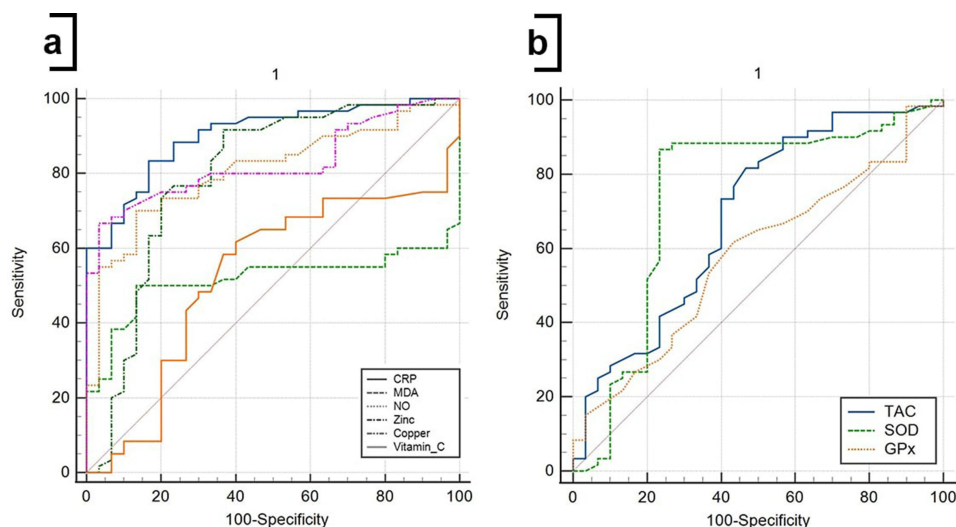 a
1
100
80
60
40
20
0
Sensitivity
0 20 40 60 80 100
100-Specificity
CRP
MDA
NO
Zinc
Copper
Vitamin_C
b
1
100
80
60
40
20
0
Sensitivity
0 20 40 60 80 100
100-Specificity
TAC
SOD
GPx